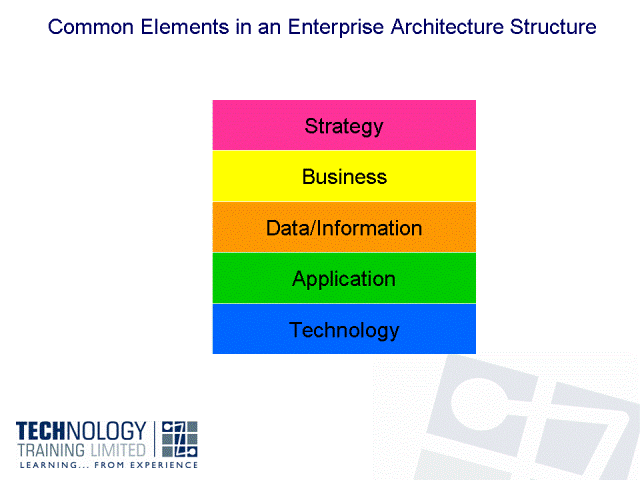 Common Elements in an Enterprise Architecture Structure
Strategy
Business
Data/Information
Application
Technology
TECHNOLOGY
TRAINING LIMITED
LEARNING... FROM EXPERIENCE